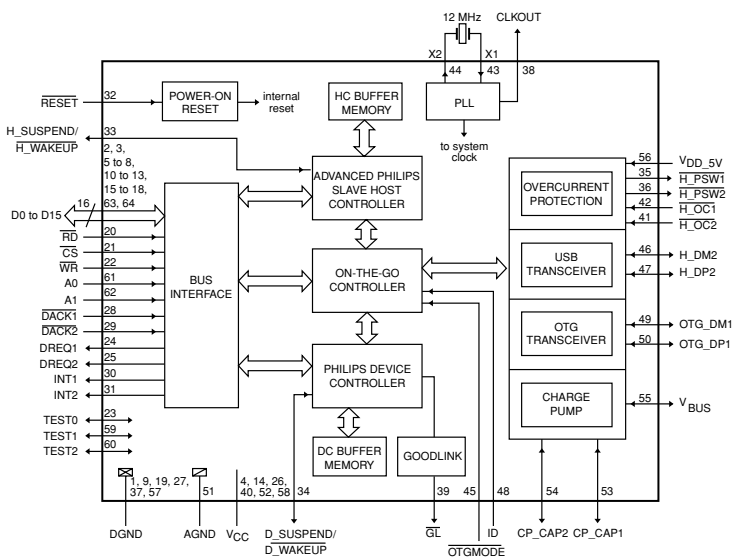 12 MHz
CLKOUT
X2
X1
44
43
38
32
RESET
POWER-ON
RESET
internal
reset
HC BUFFER
MEMORY
PLL
to system
clock
H_SUSPEND/
H_WAKEUP
33
2, 3,
5 to 8,
10 to 13,
15 to 18,
63, 64
16
D0 to D15
ADVANCED PHILIPS
SLAVE HOST
CONTROLLER
OVERCURRENT
PROTECTION
56
VDD_5V
35
H_PSW1
36
H_PSW2
42
H_OC1
41
H_OC2
RD
20
CS
21
WR
22
A0
61
A1
62
DACK1
28
DACK2
29
DREQ1
24
DREQ2
25
INT1
30
INT2
31
BUS
INTERFACE
ON-THE-GO
CONTROLLER
USB
TRANSCEIVER
46
H_DM2
47
H_DP2
OTG
TRANSCEIVER
49
OTG_DM1
50
OTG_DP1
PHILIPS DEVICE
CONTROLLER
CHARGE
PUMP
55
VBUS
TEST0
23
TEST1
59
TEST2
60
DC BUFFER
MEMORY
GOODLINK
1, 9, 19, 27,
37, 57
51
4, 14, 26,
40, 52, 58
34
39
45
48
54
53
DGND
AGND
VCC
D_SUSPEND/
D_WAKEUP
GL
OTGMODE
ID
CP_CAP2
CP_CAP1